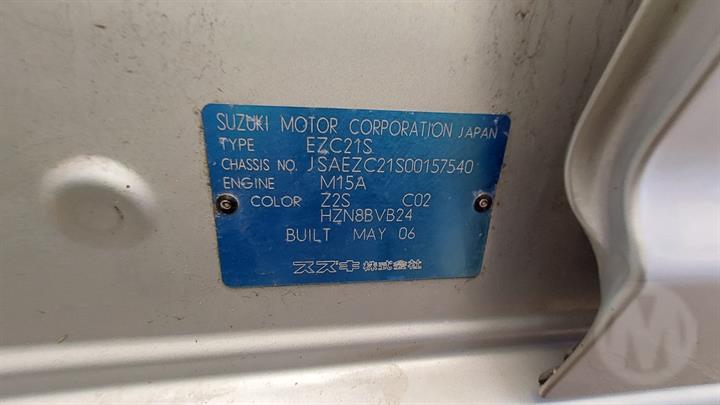 SUZUKI MOTOR CORPORATION JAPAN
TYPE EZC21S
CHASSIS NO. JSAEZC21S00157540
ENGINE M15A
COLOR Z2S C02
HZN8BVB24
BUILT MAY 06
スズキ株式会社
M